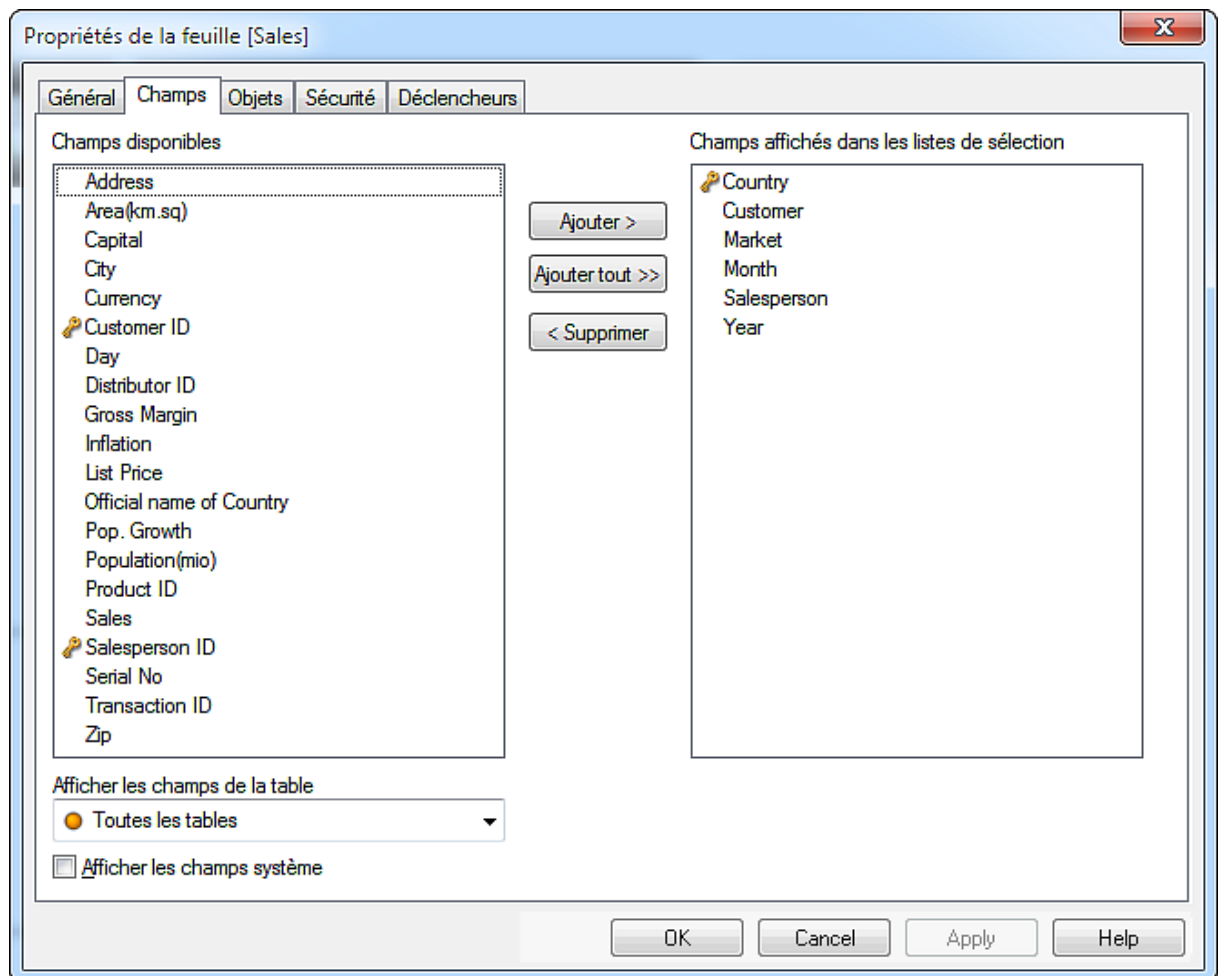 Propriétés de la feuille [Sales]
Général Champs Objets Sécurité Déclencheurs
Champs disponibles
Address
Area(km.sq)
Capital
City
Currency
Customer ID
Day
Distributor ID
Gross Margin
Inflation
List Price
Official name of Country
Pop. Growth
Population(mio)
Product ID
Sales
Salesperson ID
Serial No
Transaction ID
Zip
Afficher les champs de la table
Toutes les tables
Afficher les champs système
Ajouter >
Ajouter tout >>
< Supprimer
Champs affichés dans les listes de sélection
Country
Customer
Market
Month
Salesperson
Year
OK Cancel Apply Help